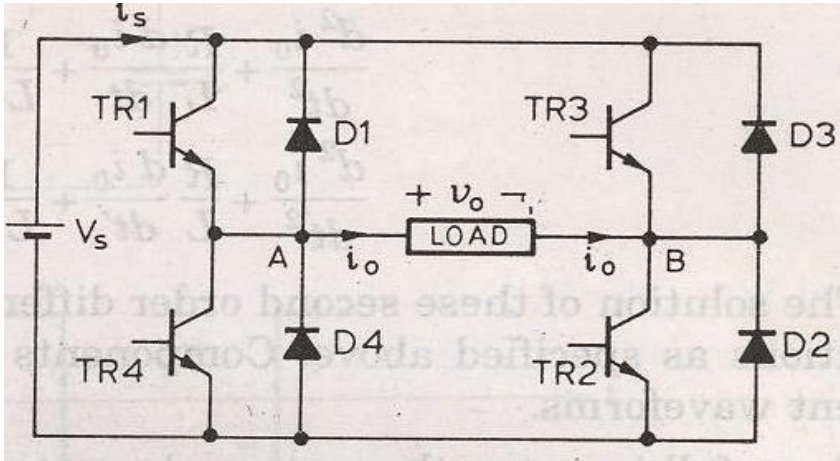 i_s
TR1
D1
TR3
D3
+ v_o -
V_s
A
i_o
LOAD
i_o
B
TR4
D4
TR2
D2